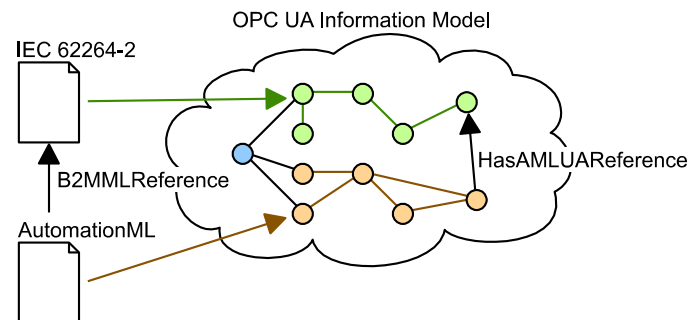 OPC UA Information Model
IEC 62264-2
HasAMLUAReference
B2MMLReference
AutomationML